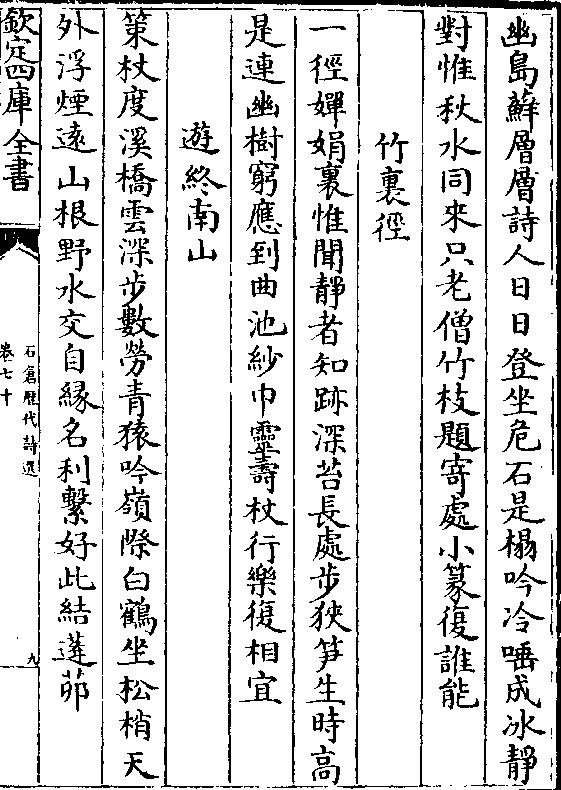 幽島蘚層層詩人日日登坐危石是榻吟冷唾成冰靜
對惟秋水同來只老僧竹枝題寄處小篆復誰能
竹裏徑
一徑嬋娟裏惟聞靜者知跡深苔長處步狹笋生時高
是連幽樹窮應到曲池紗巾靈壽杖行樂復相宜
遊終南山
策杖度溪橋雲深步數勞青猿吟嶺際白鶴坐松梢天
外浮煙遠山根野水交自緣名利繫好此結蓬茆
欽定四庫全書
石倉歷代詩選
卷七十
九